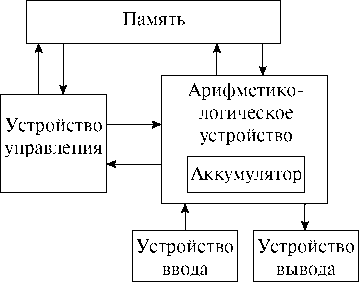 Память
Арифметико-
логическое
устройство
Устройство
управления
Аккумулятор
Устройство
ввода
Устройство
вывода